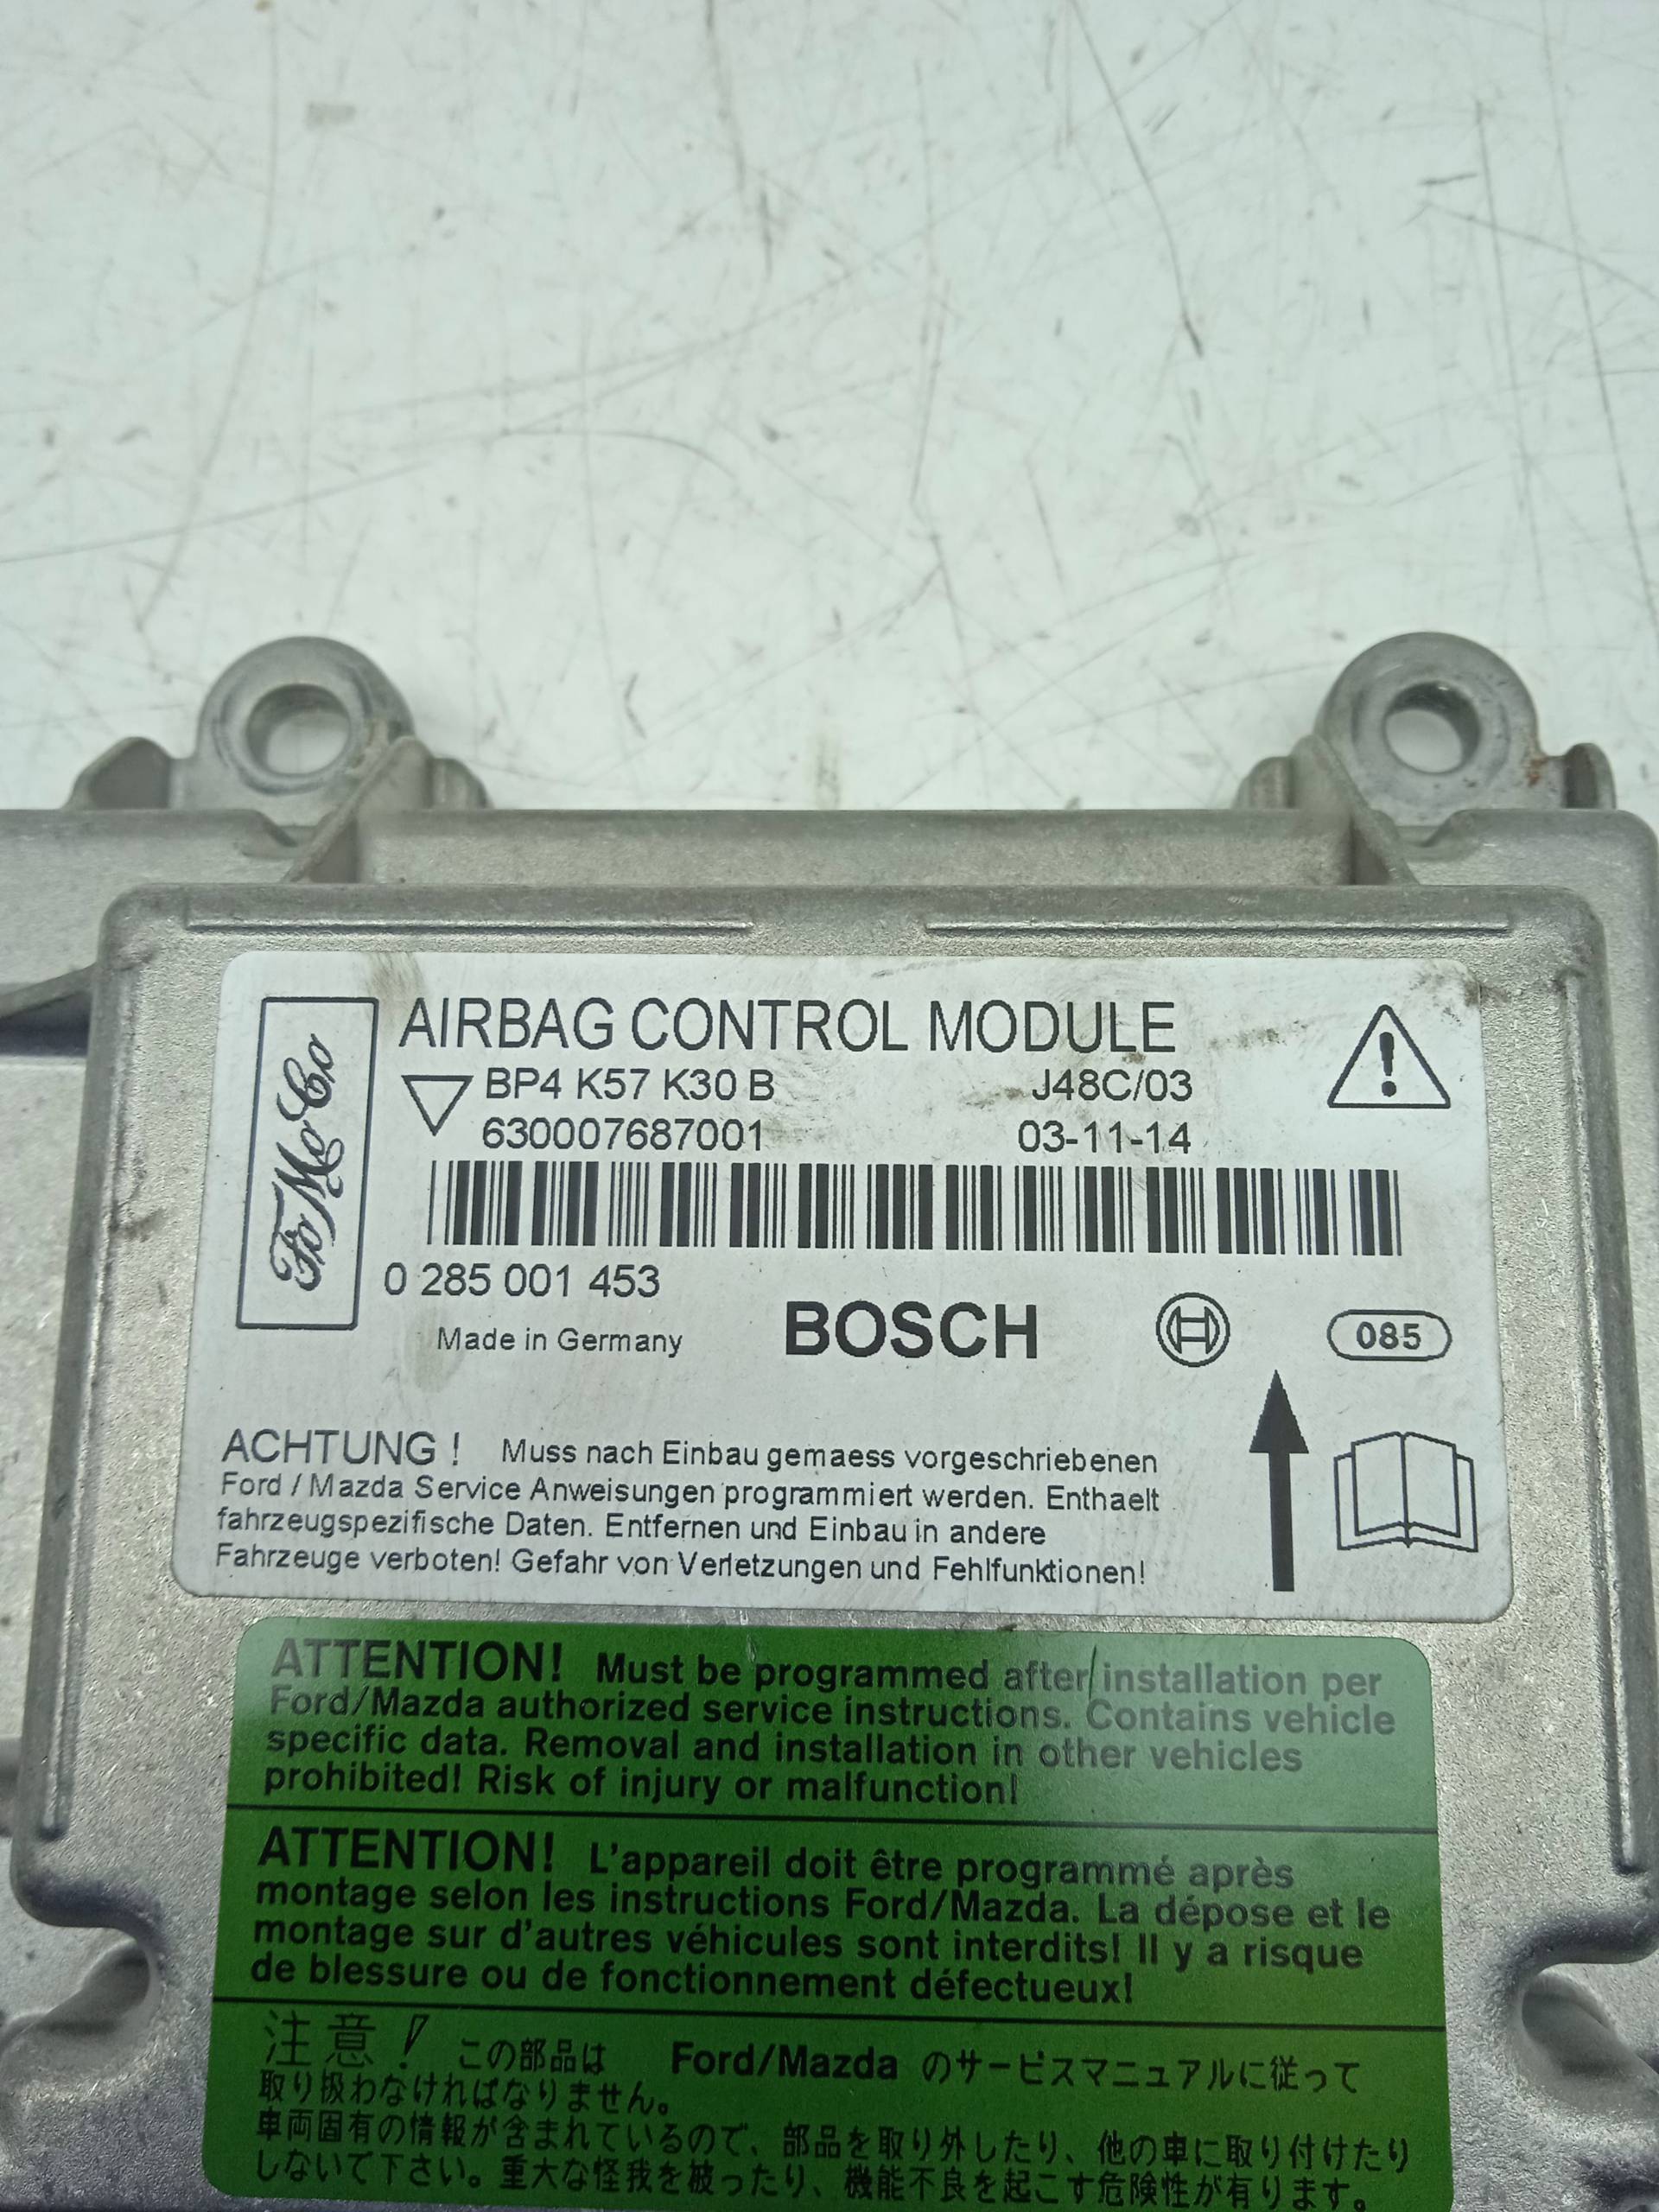 FoMoCo
AIRBAG CONTROL MODULE
BP4 K57 K30 B J48C/03
630007687001 03-11-14
0 285 001 453
Made in Germany BOSCH 085
ACHTUNG ! Muss nach Einbau gemaess vorgeschriebenen
Ford / Mazda Service Anweisungen programmiert werden. Enthaelt
fahrzeugspezifische Daten. Entfernen und Einbau in andere
Fahrzeuge verboten! Gefahr von Verletzungen und Fehlfunktionen!
ATTENTION! Must be programmed after installation per
Ford/Mazda authorized service instructions. Contains vehicle
specific data. Removal and installation in other vehicles
prohibited! Risk of injury or malfunction!
ATTENTION! L'appareil doit être programmé après
montage selon les instructions Ford/Mazda. La dépose et le
montage sur d'autres véhicules sont interdits! Il y a risque
de blessure ou de fonctionnement défectueux!
注意! この部品は Ford/Mazda のサービスマニュアルに従って
取り扱わなければなりません。
車両固有の情報が含まれているので、部品を取り外したり、他の車に取り付けたり
しないで下さい。重大な怪我を被ったり、機能不良を起こす危険性が有ります。